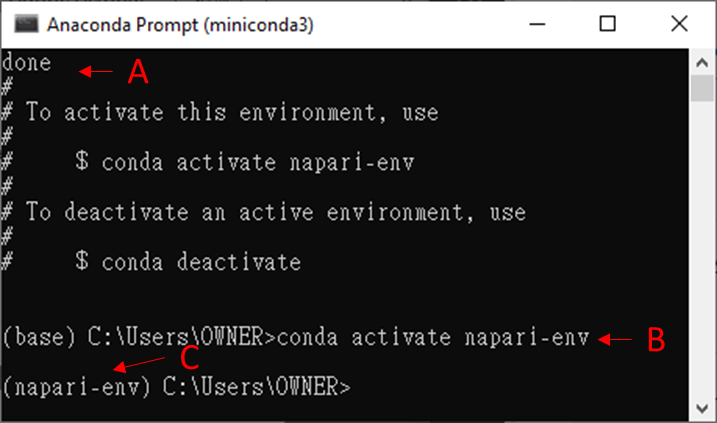 Anaconda Prompt (miniconda3)
done
A
#
# To activate this environment, use
#
#     $ conda activate napari-env
#
# To deactivate an active environment, use
#
#     $ conda deactivate
(base) C:\Users\OWNER>conda activate napari-env
B
C
(napari-env) C:\Users\OWNER>